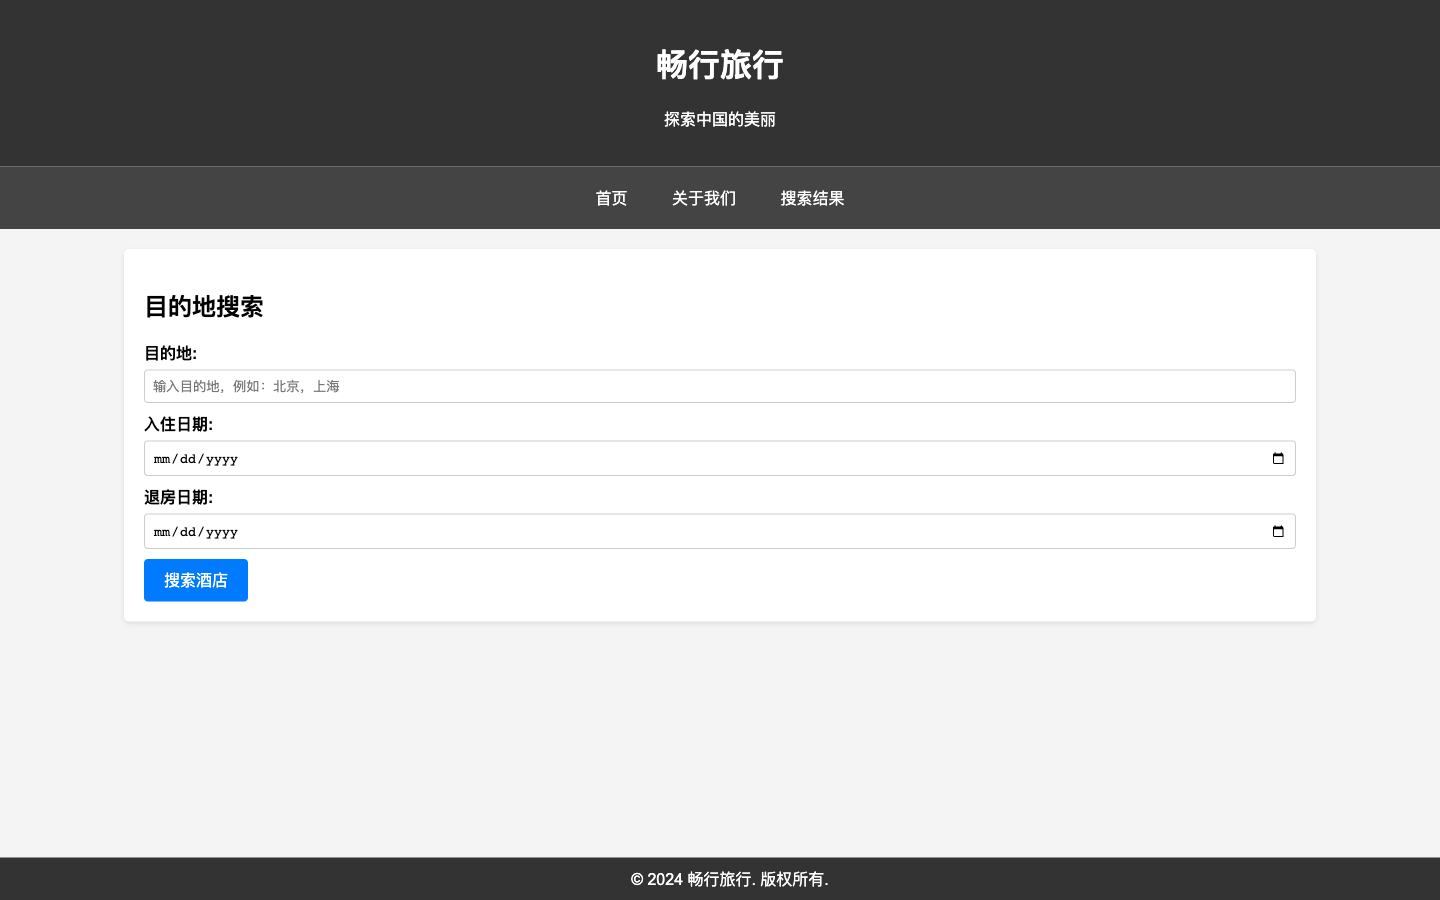 畅行旅行
探索中国的美丽
首页 关于我们 搜索结果
目的地搜索
目的地:
输入目的地，例如：北京，上海
入住日期:
mm/dd/yyyy
退房日期:
mm/dd/yyyy
搜索酒店
© 2024 畅行旅行. 版权所有.